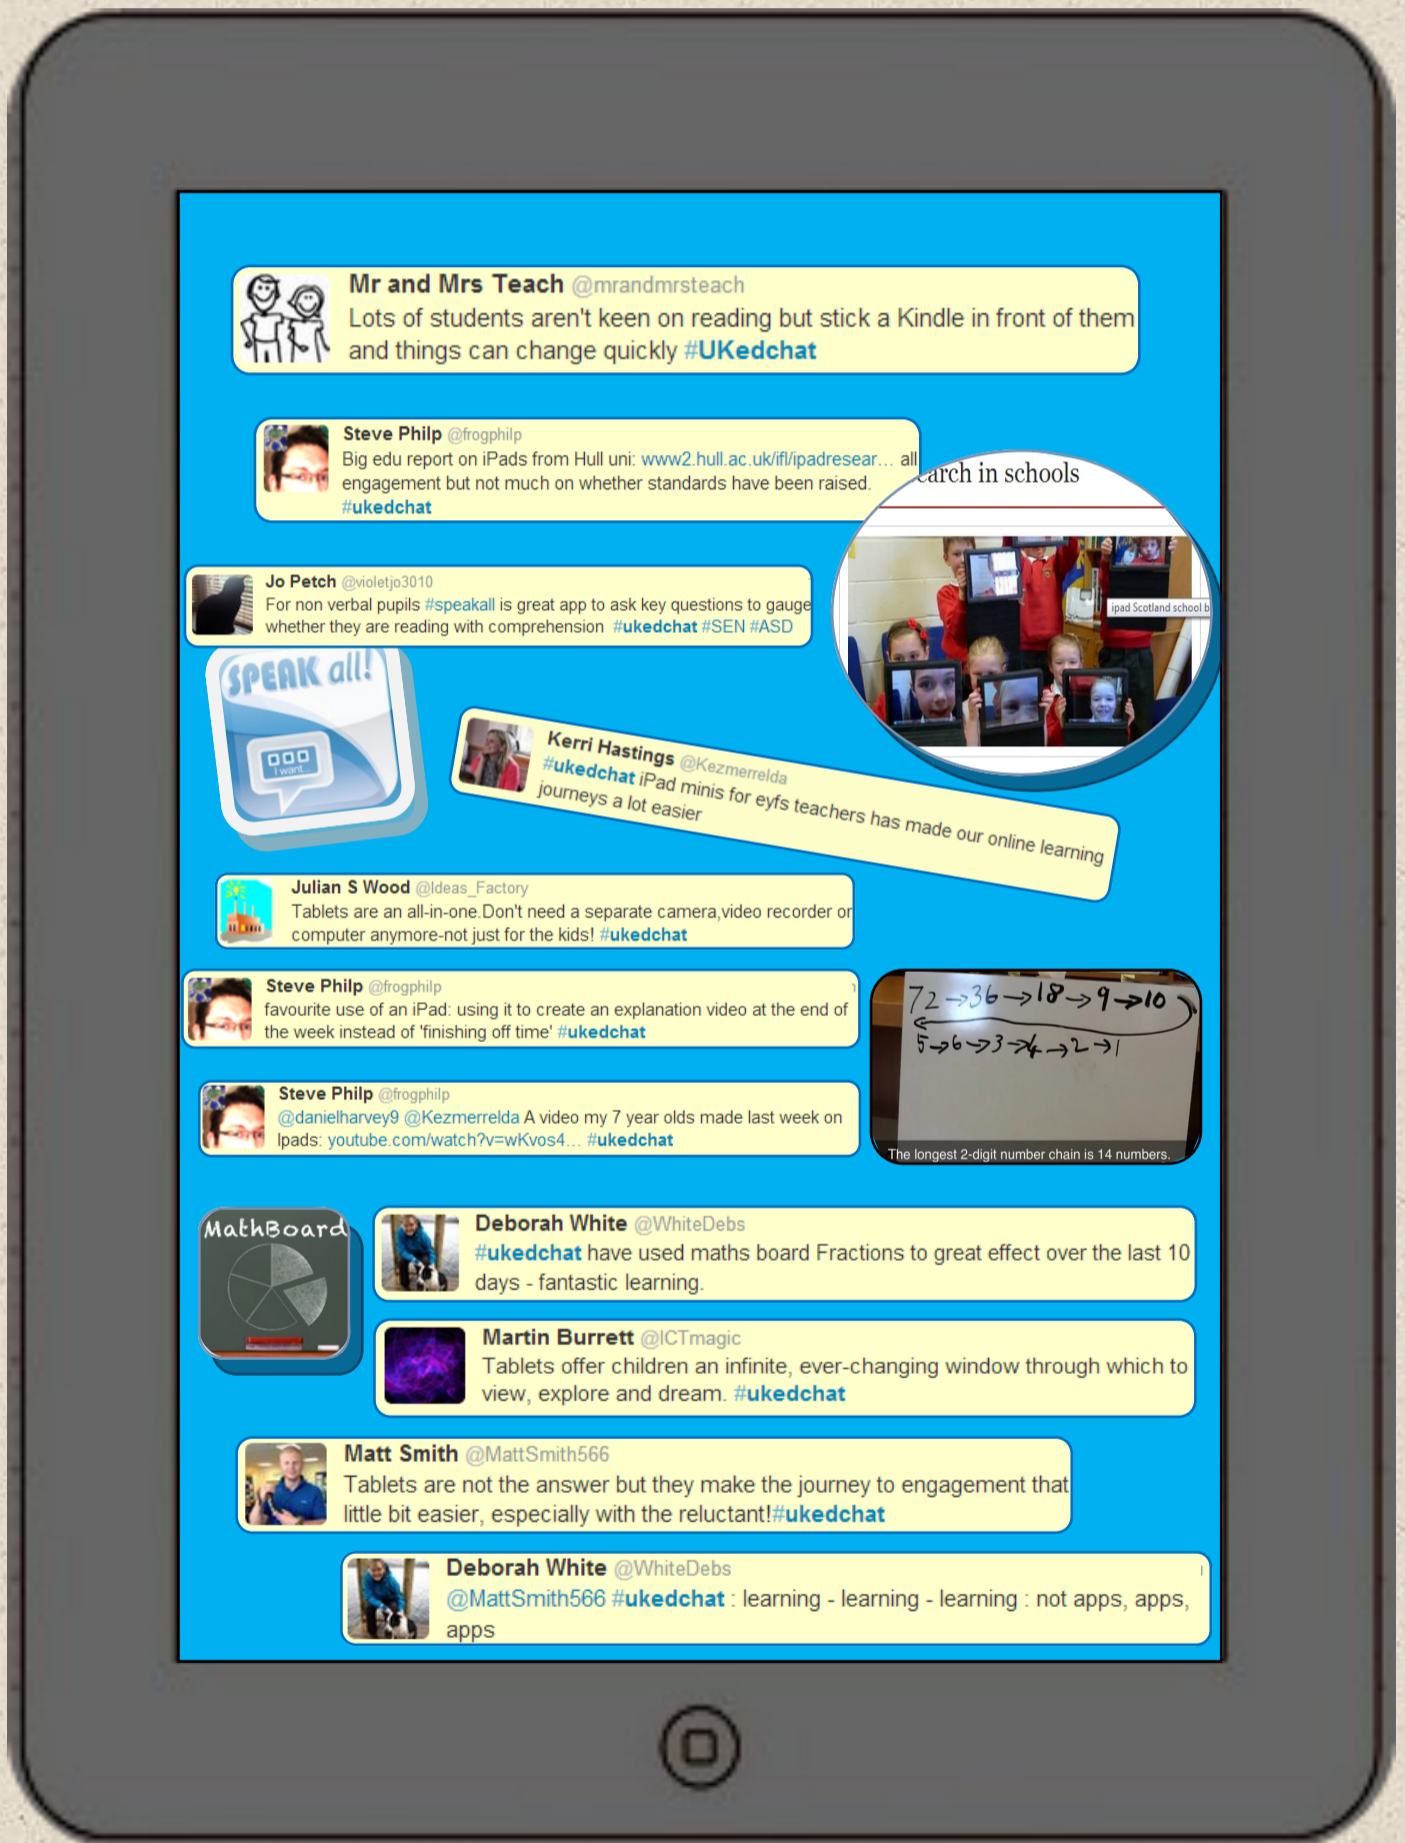 Mr and Mrs Teach @mrandmrsteach
Lots of students aren't keen on reading but stick a Kindle in front of them
and things can change quickly #UKedchat
Steve Philp @frogphilp
Big edu report on iPads from Hull uni: www2.hull.ac.uk/ifl/ipadresear... all
engagement but not much on whether standards have been raised.
#ukedchat
earch in schools
ipad Scotland school b
Jo Petch @violetjo3010
For non verbal pupils #speakall is great app to ask key questions to gauge
whether they are reading with comprehension #ukedchat #SEN #ASD
SPEAK all!
I want...
Kerri Hastings @Kezmerrelda
#ukedchat iPad minis for eyfs teachers has made our online learning
journeys a lot easier
Julian S Wood @Ideas_Factory
Tablets are an all-in-one.Don't need a separate camera,video recorder or
computer anymore-not just for the kids! #ukedchat
Steve Philp @frogphilp
favourite use of an iPad: using it to create an explanation video at the end of
the week instead of 'finishing off time' #ukedchat
72→36→18→9→10
5→6→3→4→2→1
The longest 2-digit number chain is 14 numbers.
Steve Philp @frogphilp
@danielharvey9 @Kezmerrelda A video my 7 year olds made last week on
Ipads: youtube.com/watch?v=wKvos4... #ukedchat
MathBoard
Deborah White @WhiteDebs
#ukedchat have used maths board Fractions to great effect over the last 10
days - fantastic learning.
Martin Burrett @ICTmagic
Tablets offer children an infinite, ever-changing window through which to
view, explore and dream. #ukedchat
Matt Smith @MattSmith566
Tablets are not the answer but they make the journey to engagement that
little bit easier, especially with the reluctant!#ukedchat
Deborah White @WhiteDebs
@MattSmith566 #ukedchat : learning - learning - learning : not apps, apps,
apps